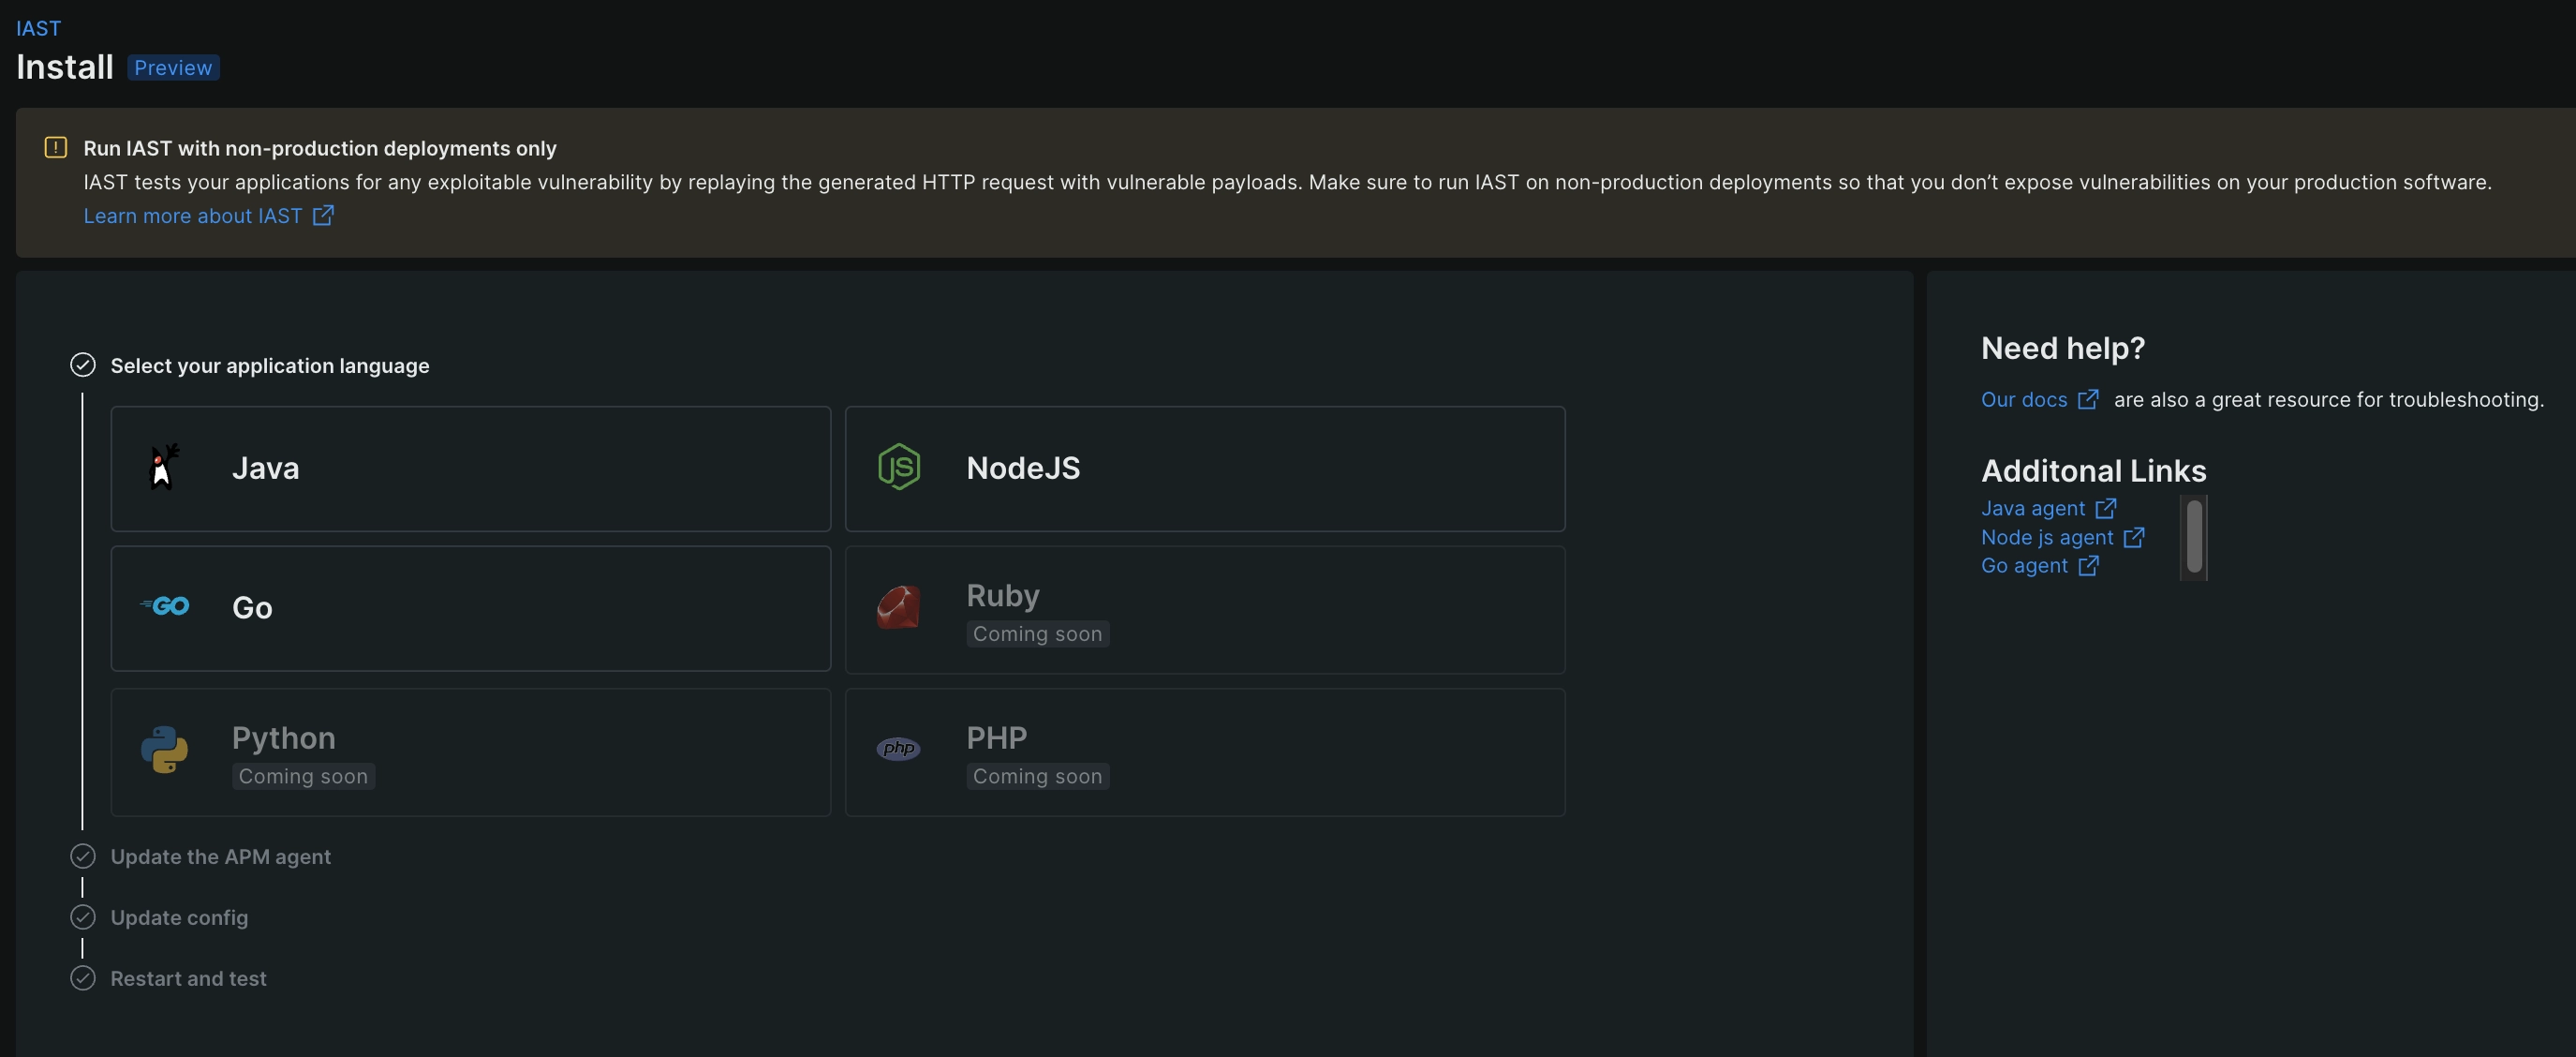 IAST
Install Preview
Run IAST with non-production deployments only
IAST tests your applications for any exploitable vulnerability by replaying the generated HTTP request with vulnerable payloads. Make sure to run IAST on non-production deployments so that you don’t expose vulnerabilities on your production software.
Learn more about IAST
Select your application language
Java
JS
NodeJS
GO
Go
Ruby
Coming soon
Python
Coming soon
php
PHP
Coming soon
Update the APM agent
Update config
Restart and test
Need help?
Our docs are also a great resource for troubleshooting.
Additonal Links
Java agent
Node js agent
Go agent